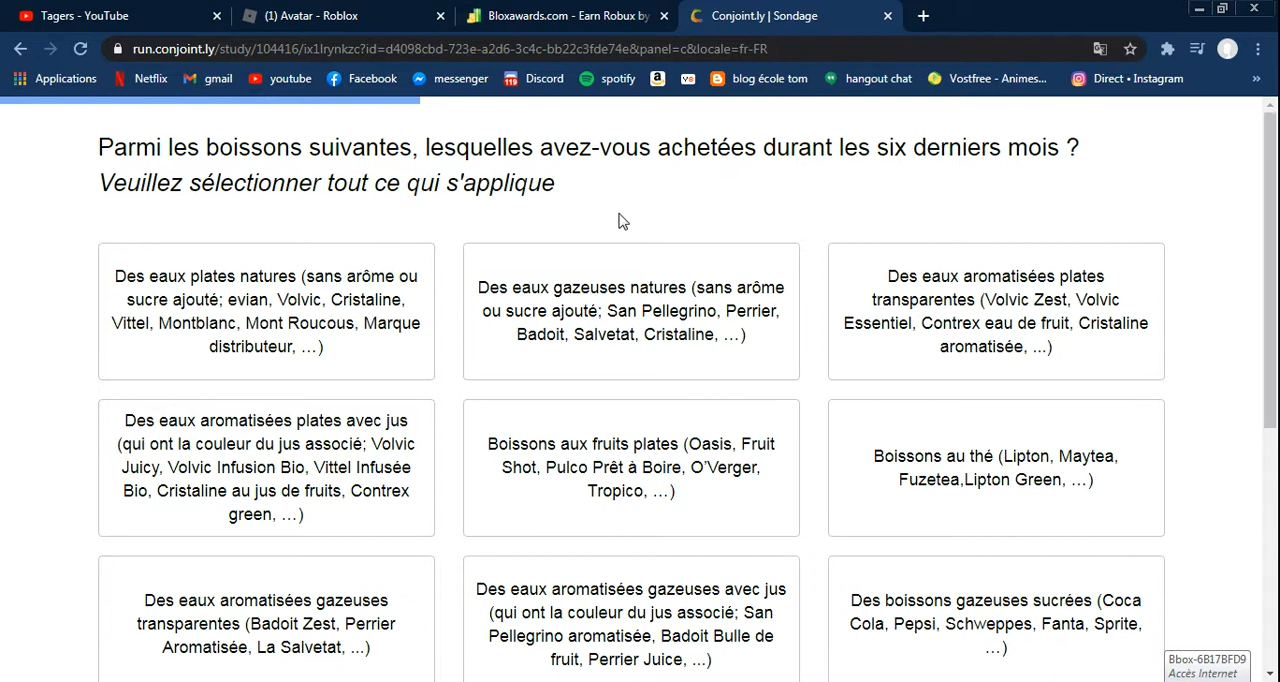 Tagers - YouTube
(1) Avatar - Roblox
Bloxawards.com - Earn Robux by
Conjoint.ly | Sondage
run.conjoint.ly/study/104416/ix1lrynkzc?id=d4098cbd-723e-a2d6-3c4c-bb22c3fde74e&panel=c&locale=fr-FR
Applications
Netflix
gmail
youtube
Facebook
messenger
119
Discord
spotify
blog école tom
hangout chat
Vostfree - Animes...
Direct • Instagram
»
Parmi les boissons suivantes, lesquelles avez-vous achetées durant les six derniers mois ?
Veuillez sélectionner tout ce qui s'applique
Des eaux plates natures (sans arôme ou
sucre ajouté; evian, Volvic, Cristaline,
Vittel, Montblanc, Mont Roucous, Marque
distributeur, …)
Des eaux gazeuses natures (sans arôme
ou sucre ajouté; San Pellegrino, Perrier,
Badoit, Salvetat, Cristaline, …)
Des eaux aromatisées plates
transparentes (Volvic Zest, Volvic
Essentiel, Contrex eau de fruit, Cristaline
aromatisée, ...)
Des eaux aromatisées plates avec jus
(qui ont la couleur du jus associé; Volvic
Juicy, Volvic Infusion Bio, Vittel Infusée
Bio, Cristaline au jus de fruits, Contrex
green, …)
Boissons aux fruits plates (Oasis, Fruit
Shot, Pulco Prêt à Boire, O'Verger,
Tropico, …)
Boissons au thé (Lipton, Maytea,
Fuzetea,Lipton Green, …)
Des eaux aromatisées gazeuses
transparentes (Badoit Zest, Perrier
Aromatisée, La Salvetat, ...)
Des eaux aromatisées gazeuses avec jus
(qui ont la couleur du jus associé; San
Pellegrino aromatisée, Badoit Bulle de
fruit, Perrier Juice, ...)
Des boissons gazeuses sucrées (Coca
Cola, Pepsi, Schweppes, Fanta, Sprite,
…)
Bbox-6B17BFD9
Accès Internet